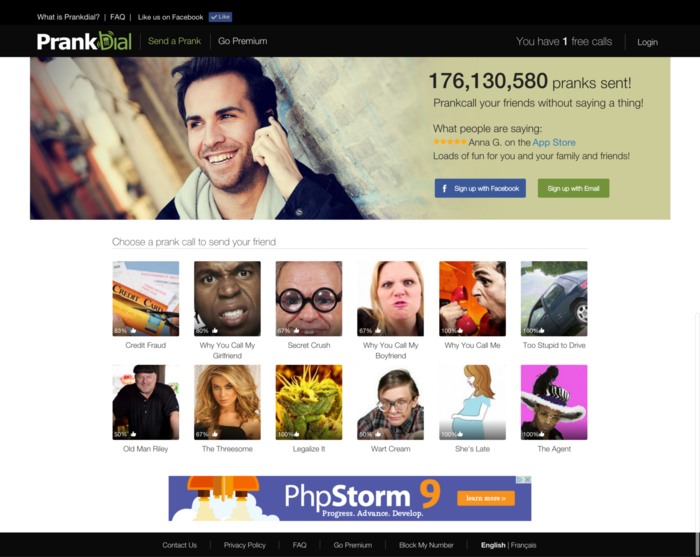 What is Prankdial? | FAQ | Like us on Facebook Like
PrankDial Send a Prank Go Premium You have 1 free calls Login
176,130,580 pranks sent!
Prankcall your friends without saying a thing!
What people are saying:
Anna G. on the App Store
Loads of fun for you and your family and friends!
f Sign up with Facebook Sign up with Email
Choose a prank call to send your friend
CREDIT CARD
83% 80% 67% 67% 100% 100%
Credit Fraud Why You Call My Girlfriend Secret Crush Why You Call My Boyfriend Why You Call Me Too Stupid to Drive
50% 67% 100% 50% 100% 100%
Old Man Riley The Threesome Legalize It Wart Cream She's Late The Agent
PhpStorm 9 learn more »
Progress. Advance. Develop.
Contact Us | Privacy Policy | FAQ | Go Premium | Block My Number | English | Français